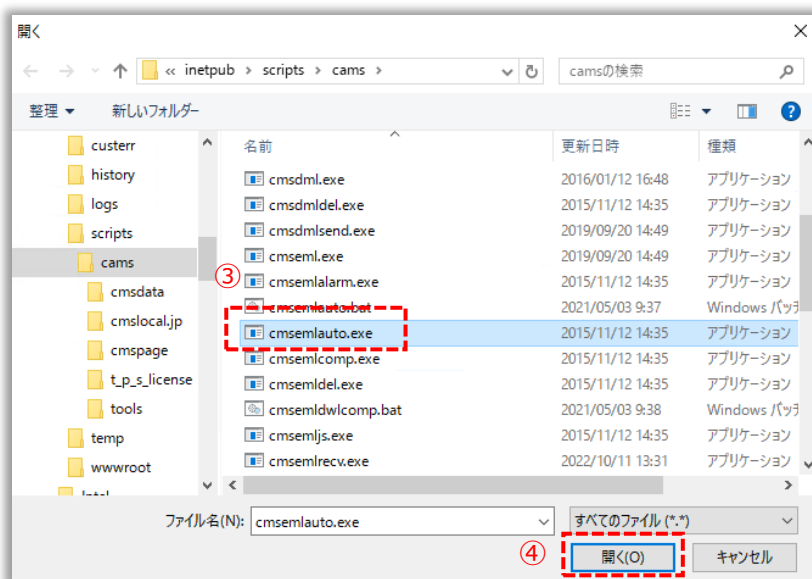 開く
« inetpub > scripts > cams >
camsの検索
整理 新しいフォルダー
名前 更新日時 種類
custerr
history
logs
scripts
cams
cmsdata
cmslocal.jp
cmspage
t_p_s_license
tools
temp
wwwroot
cmsdml.exe 2016/01/12 16:48 アプリケーション
cmsdmldel.exe 2015/11/12 14:35 アプリケーション
cmsdmlsend.exe 2019/09/20 14:49 アプリケーション
cmseml.exe 2019/09/20 14:49 アプリケーション
③
cmsemlalarm.exe 2015/11/12 14:35 アプリケーション
cmsemlauto.bat 2021/05/03 9:37 Windows バッチ
cmsemlauto.exe 2015/11/12 14:35 アプリケーション
cmsemlcomp.exe 2015/11/12 14:35 アプリケーション
cmsemldel.exe 2015/11/12 14:35 アプリケーション
cmsemldwlcomp.bat 2021/05/03 9:38 Windows バッチ
cmsemljs.exe 2015/11/12 14:35 アプリケーション
cmsemlrecv.exe 2022/10/11 13:31 アプリケーション
ファイル名(N): cmsemlauto.exe すべてのファイル (*.*)
④ 開く(O) キャンセル